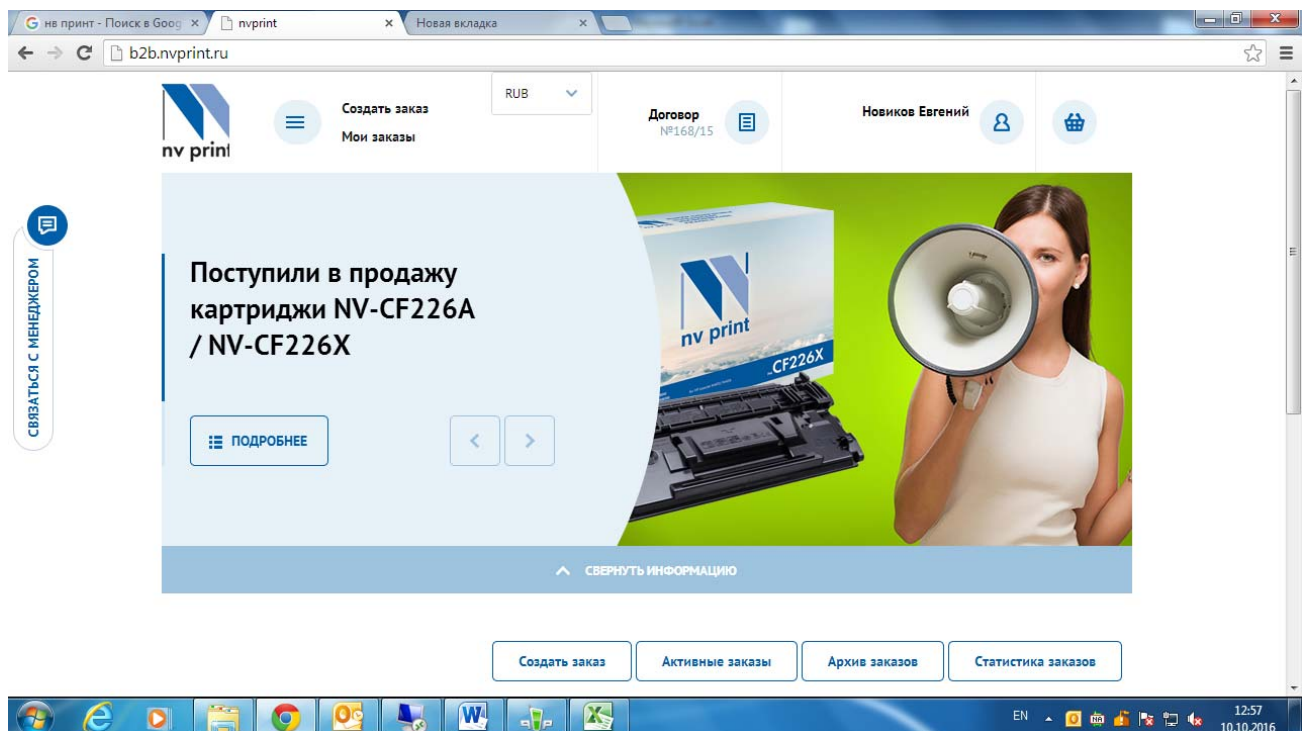 нв принт - Поиск в Goog
nvprint
Новая вкладка
b2b.nvprint.ru
nv print
Создать заказ
Мои заказы
RUB
Договор
№168/15
Новиков Евгений
СВЯЗАТЬСЯ С МЕНЕДЖЕРОМ
Поступили в продажу
картриджи NV-CF226A
/ NV-CF226X
ПОДРОБНЕЕ
nv print
CF226X
СВЕРНУТЬ ИНФОРМАЦИЮ
Создать заказ
Активные заказы
Архив заказов
Статистика заказов
EN
12:57
10.10.2016